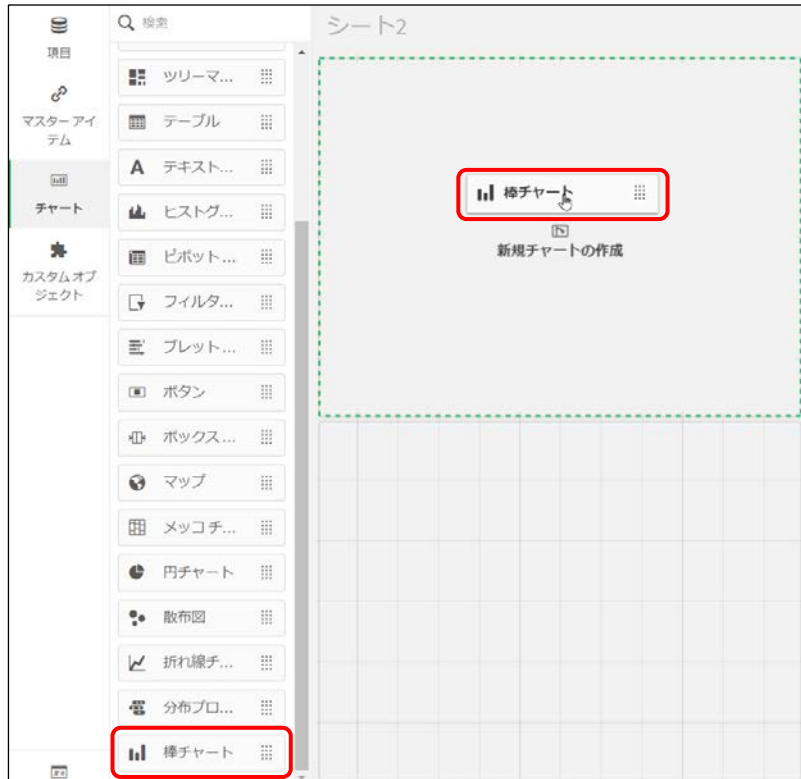 項目
マスター アイ
テム
チャート
カスタム オブ
ジェクト
検索
ツリーマ...
テーブル
テキスト...
ヒストグ...
ピボット...
フィルタ...
ブレット...
ボタン
ボックス...
マップ
メッコ チ...
円チャート
散布図
折れ線チ...
分布プロ...
棒チャート
シート2
棒チャート
新規チャートの作成